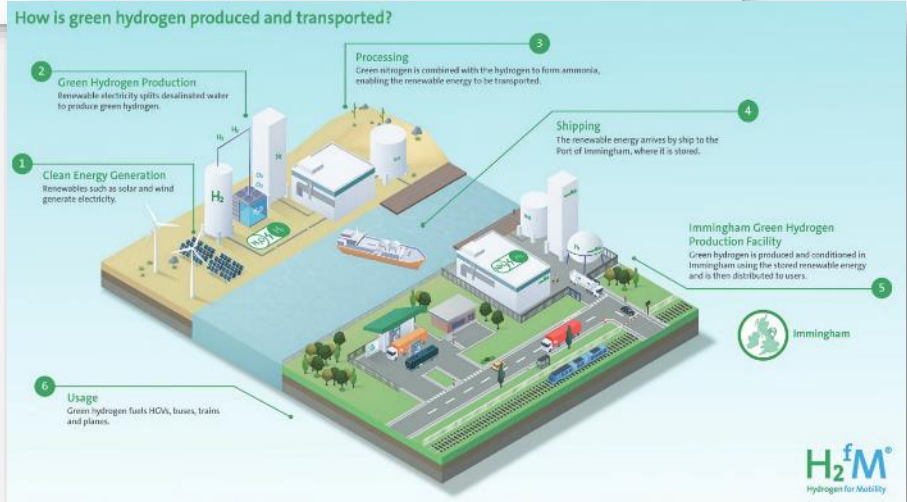 How is green hydrogen produced and transported?
3
Processing
Green nitrogen is combined with the hydrogen to form ammonia,
enabling the renewable energy to be transported.
2
Green Hydrogen Production
Renewable electricity splits desalinated water
to produce green hydrogen.
4
Shipping
The renewable energy arrives by ship to the
Port of Immingham, where it is stored.
1
Clean Energy Generation
Renewables such as solar and wind
generate electricity.
H₂
H₂
H₂
O₂
O₂
Immingham Green Hydrogen
Production Facility
Green hydrogen is produced and conditioned in
Immingham using the stored renewable energy
and is then distributed to users.
5
Immingham
6
Usage
Green hydrogen fuels HGVs, buses, trains
and planes.
H₂fM®
Hydrogen for Mobility